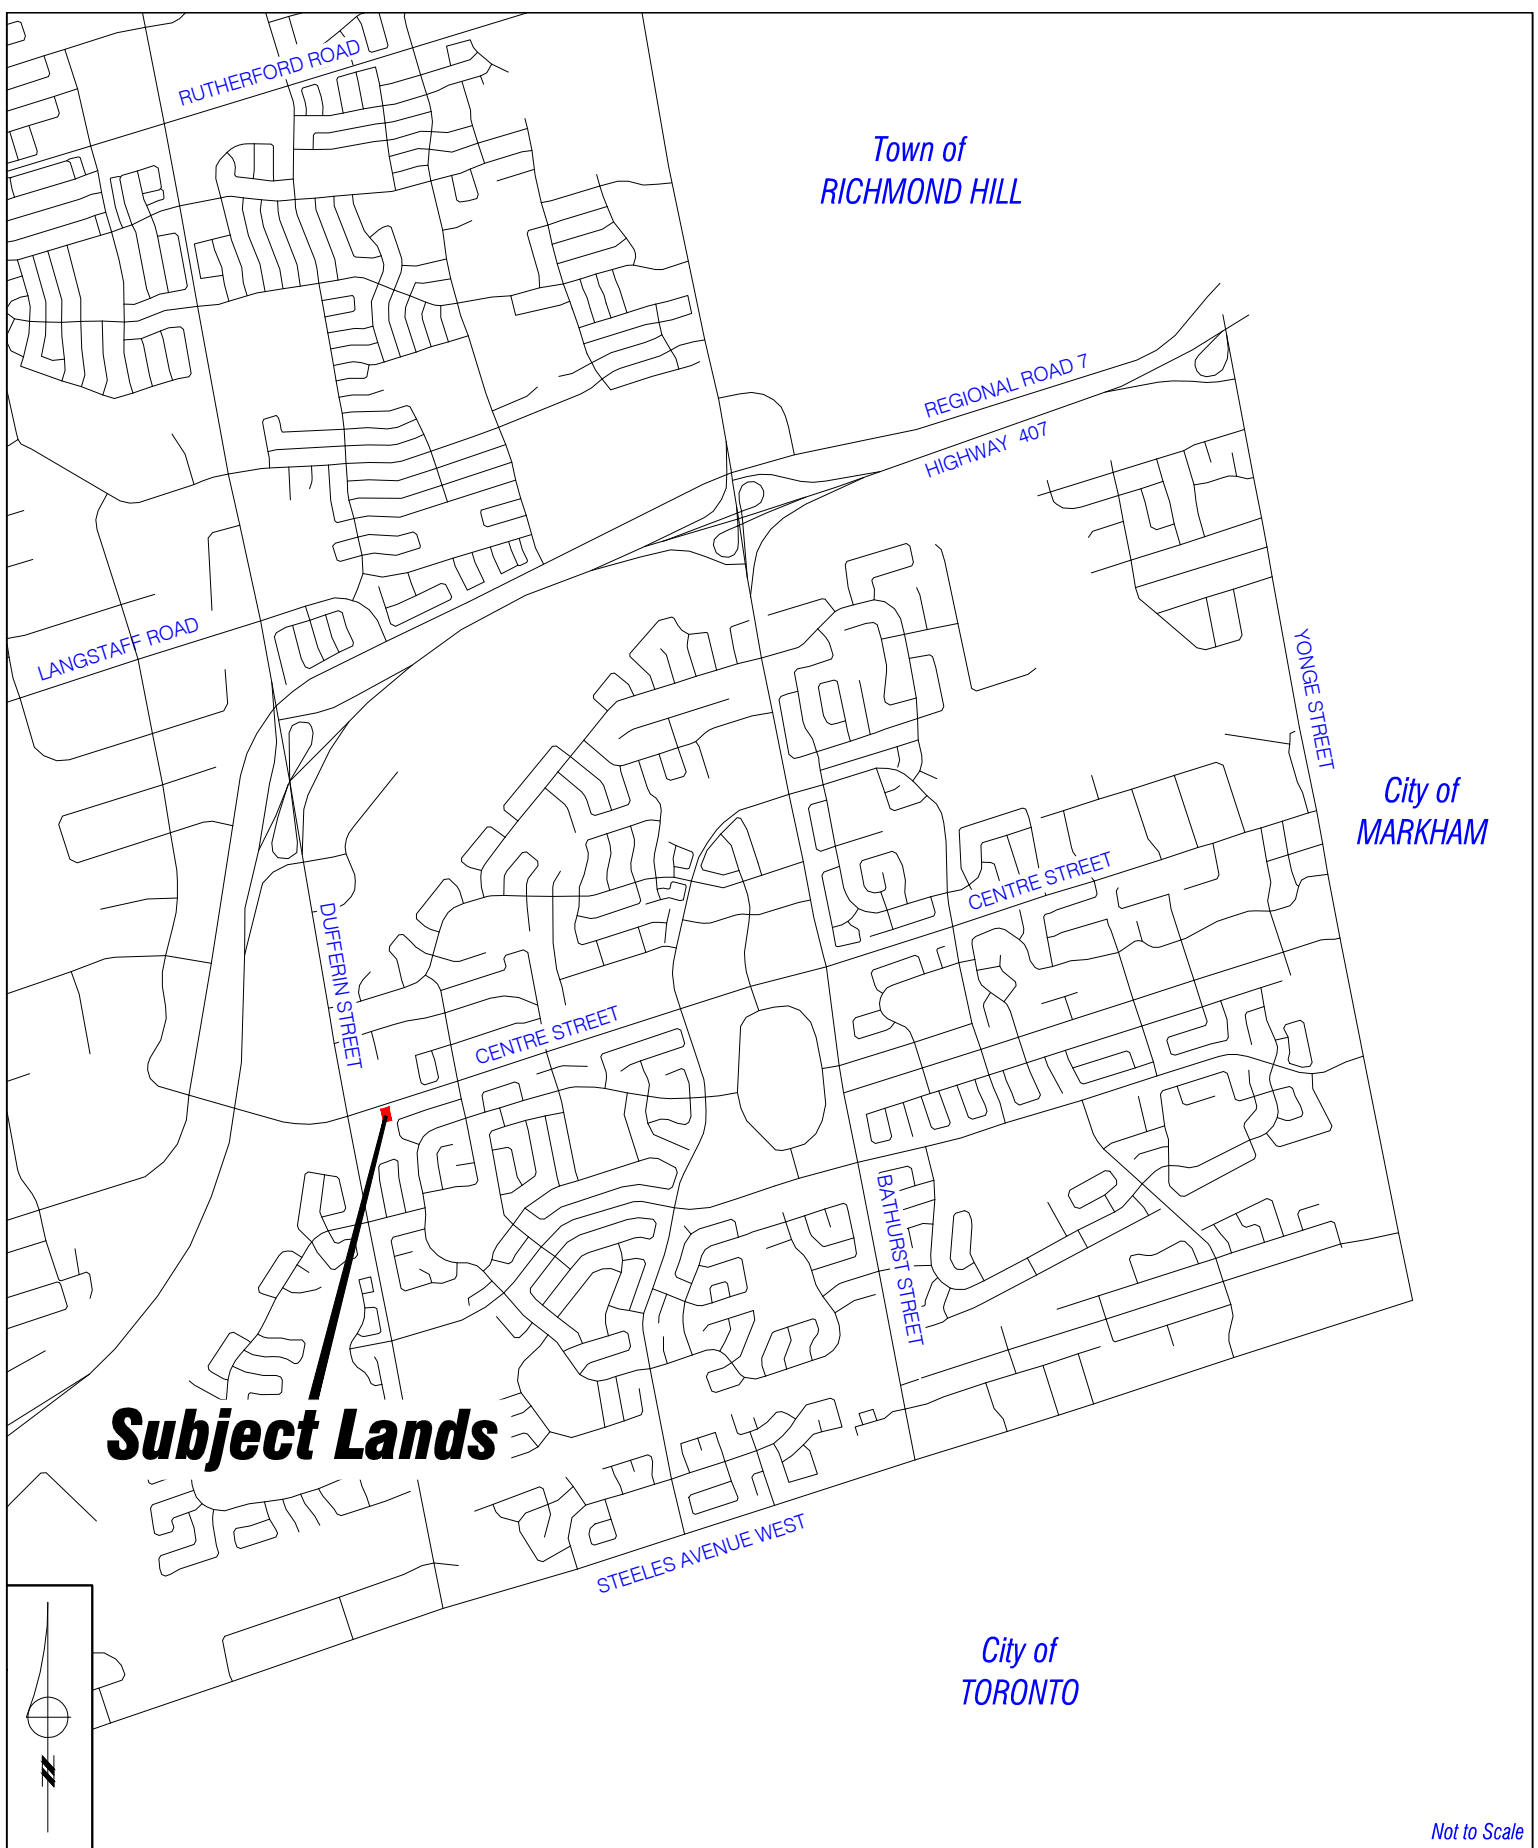 RUTHERFORD ROAD
Town of
RICHMOND HILL
REGIONAL ROAD 7
HIGHWAY 407
LANGSTAFF ROAD
YONGE STREET
City of
MARKHAM
CENTRE STREET
DUFFERIN STREET
CENTRE STREET
BATHURST STREET
Subject Lands
STEELES AVENUE WEST
City of
TORONTO
N
Not to Scale